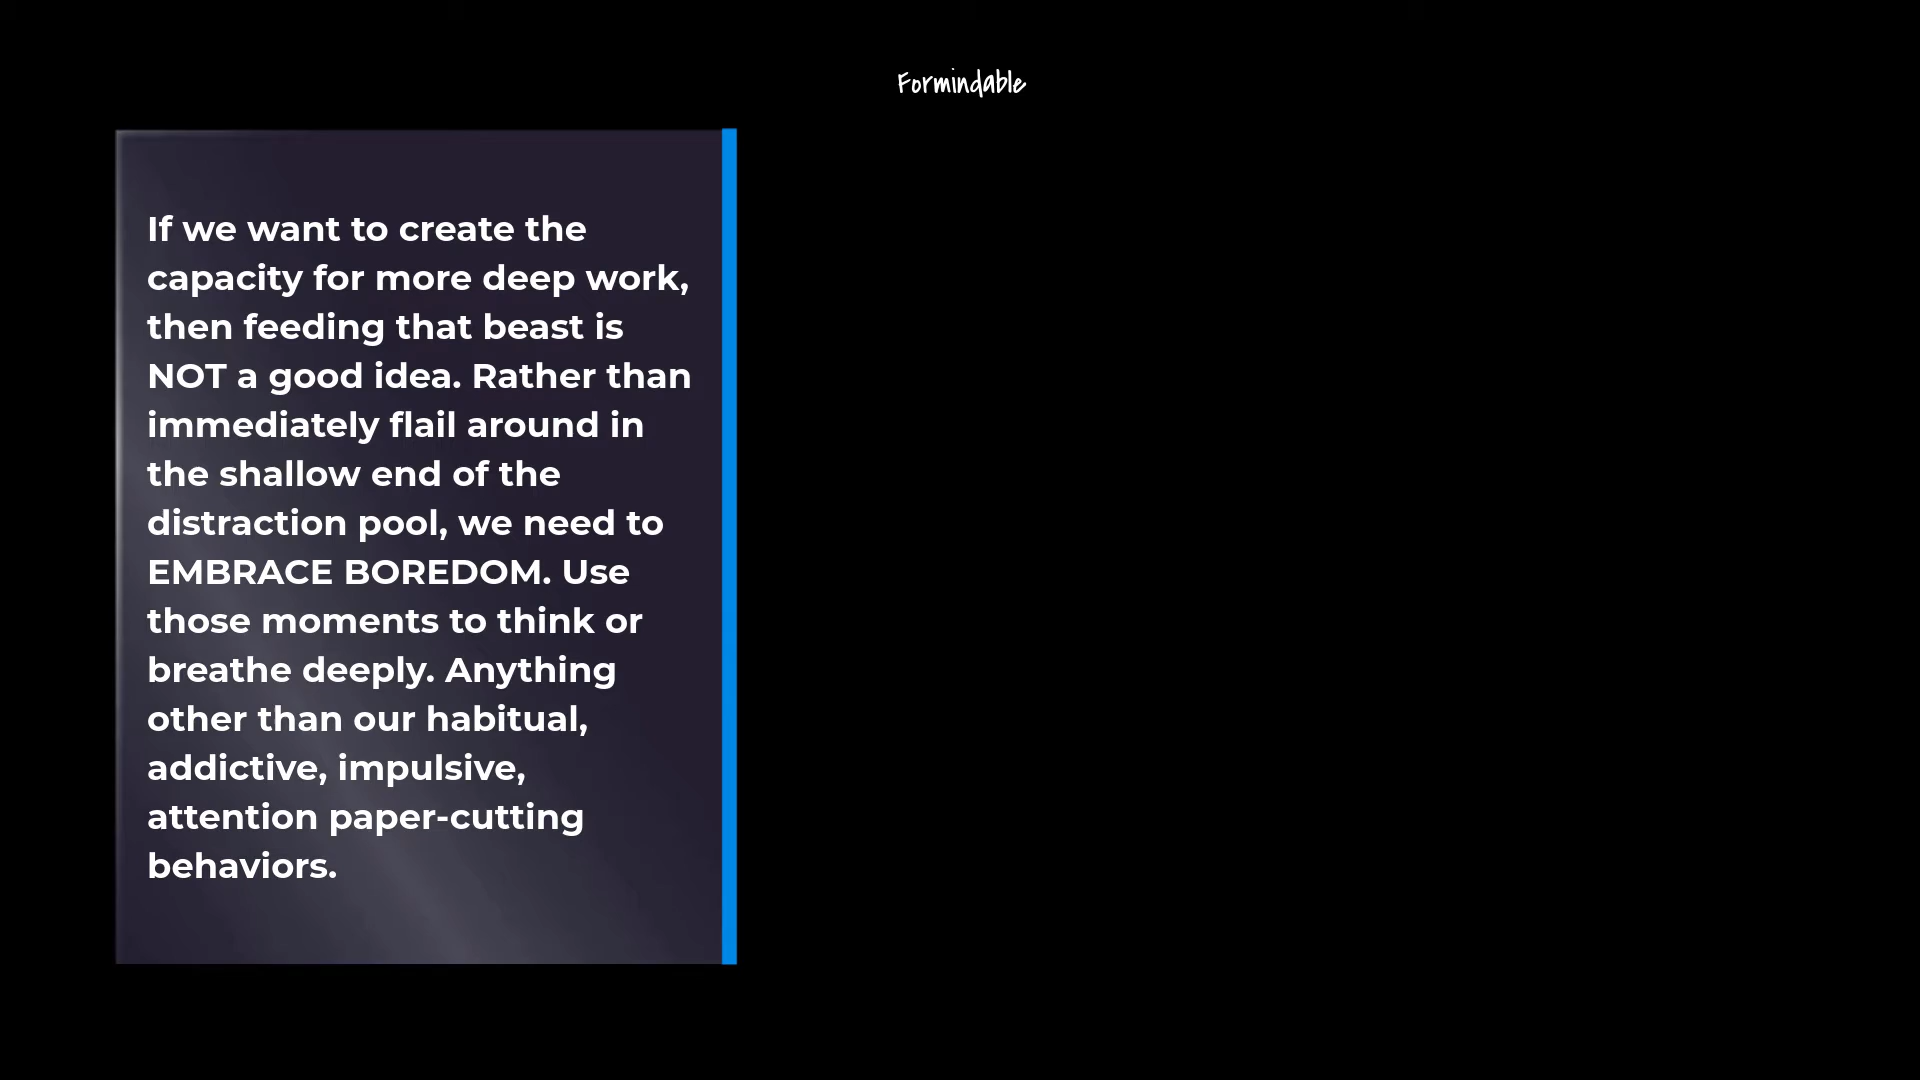 Formindable
If we want to create the
capacity for more deep work,
then feeding that beast is
NOT a good idea. Rather than
immediately flail around in
the shallow end of the
distraction pool, we need to
EMBRACE BOREDOM. Use
those moments to think or
breathe deeply. Anything
other than our habitual,
addictive, impulsive,
attention paper-cutting
behaviors.